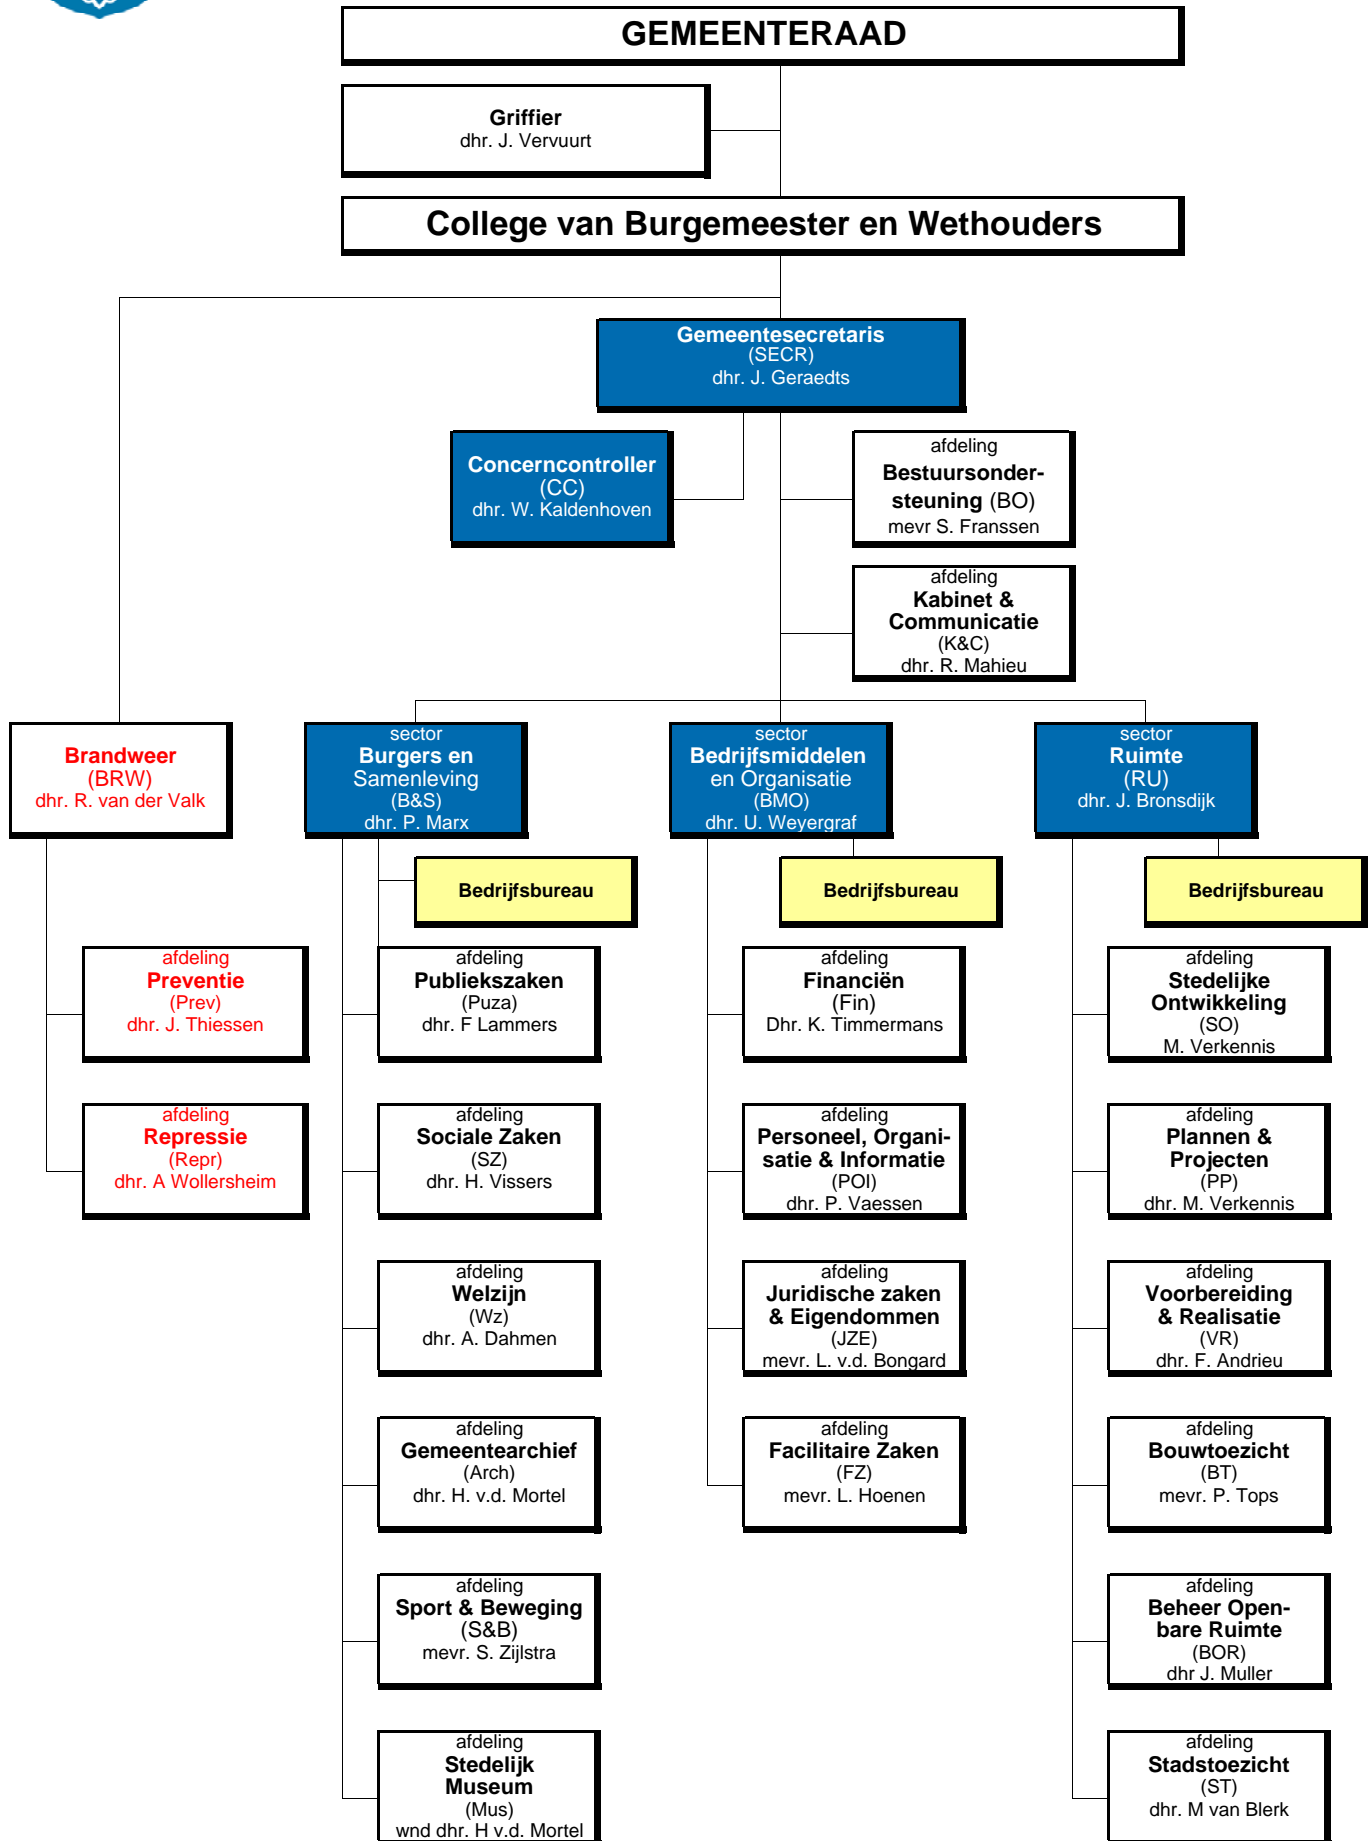 GEMEENTERAAD
Griffier
dhr. J. Vervuurt
College van Burgemeester en Wethouders
Gemeentesecretaris
(SECR)
dhr. J. Geraedts
Concerncontroller
(CC)
dhr. W. Kaldenhoven
afdeling
Bestuursonder-
steuning (BO)
mevr S. Franssen
afdeling
Kabinet &
Communicatie
(K&C)
dhr. R. Mahieu
Brandweer
(BRW)
dhr. R. van der Valk
afdeling
Preventie
(Prev)
dhr. J. Thiessen
afdeling
Repressie
(Repr)
dhr. A Wollersheim
sector
Burgers en
Samenleving
(B&S)
dhr. P. Marx
Bedrijfsbureau
afdeling
Publiekszaken
(Puza)
dhr. F Lammers
afdeling
Sociale Zaken
(SZ)
dhr. H. Vissers
afdeling
Welzijn
(Wz)
dhr. A. Dahmen
afdeling
Gemeentearchief
(Arch)
dhr. H. v.d. Mortel
afdeling
Sport & Beweging
(S&B)
mevr. S. Zijlstra
afdeling
Stedelijk
Museum
(Mus)
wnd dhr. H v.d. Mortel
sector
Bedrijfsmiddelen
en Organisatie
(BMO)
dhr. U. Weyergraf
Bedrijfsbureau
afdeling
Financiën
(Fin)
Dhr. K. Timmermans
afdeling
Personeel, Organi-
satie & Informatie
(POI)
dhr. P. Vaessen
afdeling
Juridische zaken
& Eigendommen
(JZE)
mevr. L. v.d. Bongard
afdeling
Facilitaire Zaken
(FZ)
mevr. L. Hoenen
sector
Ruimte
(RU)
dhr. J. Bronsdijk
Bedrijfsbureau
afdeling
Stedelijke
Ontwikkeling
(SO)
M. Verkennis
afdeling
Plannen &
Projecten
(PP)
dhr. M. Verkennis
afdeling
Voorbereiding
& Realisatie
(VR)
dhr. F. Andrieu
afdeling
Bouwtoezicht
(BT)
mevr. P. Tops
afdeling
Beheer Open-
bare Ruimte
(BOR)
dhr J. Muller
afdeling
Stadstoezicht
(ST)
dhr. M van Blerk